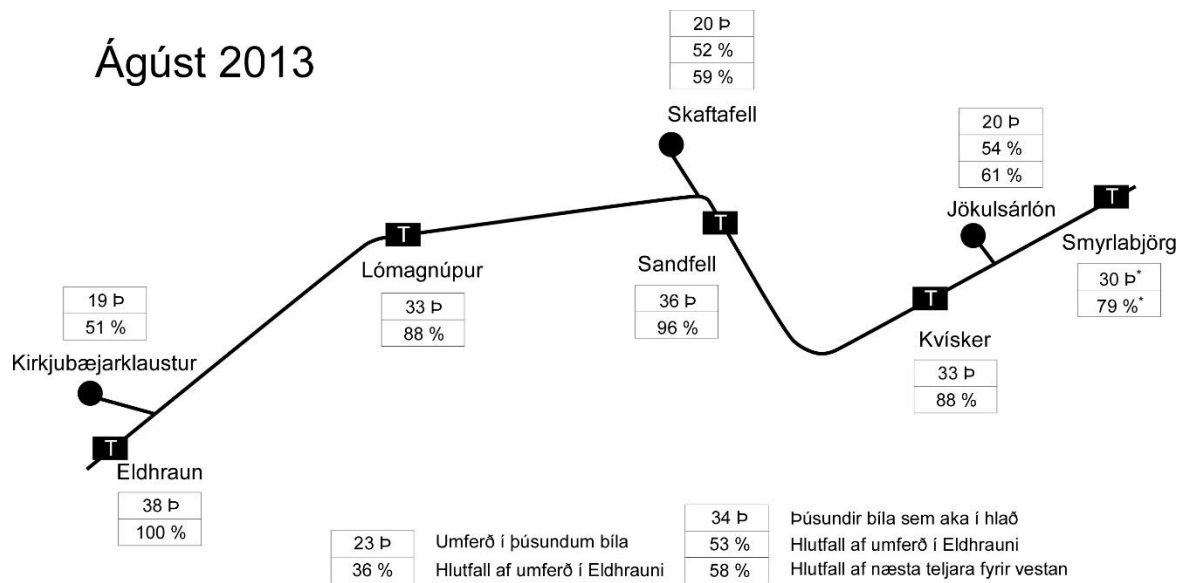 Ágúst 2013
20 Þ
52 %
59 %
Skaftafell
20 Þ
54 %
61 %
Jökulsárlón
T
Smyrlabjörg
30 Þ*
79 %*
T
Lómagnúpur
33 Þ
88 %
T
Sandfell
36 Þ
96 %
T
Kvísker
33 Þ
88 %
19 Þ
51 %
Kirkjubæjarklaustur
T
Eldhraun
38 Þ
100 %
23 Þ Umferð í þúsundum bíla
36 % Hlutfall af umferð í Eldhrauni
34 Þ Þúsundir bíla sem aka í hlað
53 % Hlutfall af umferð í Eldhrauni
58 % Hlutfall af næsta teljara fyrir vestan